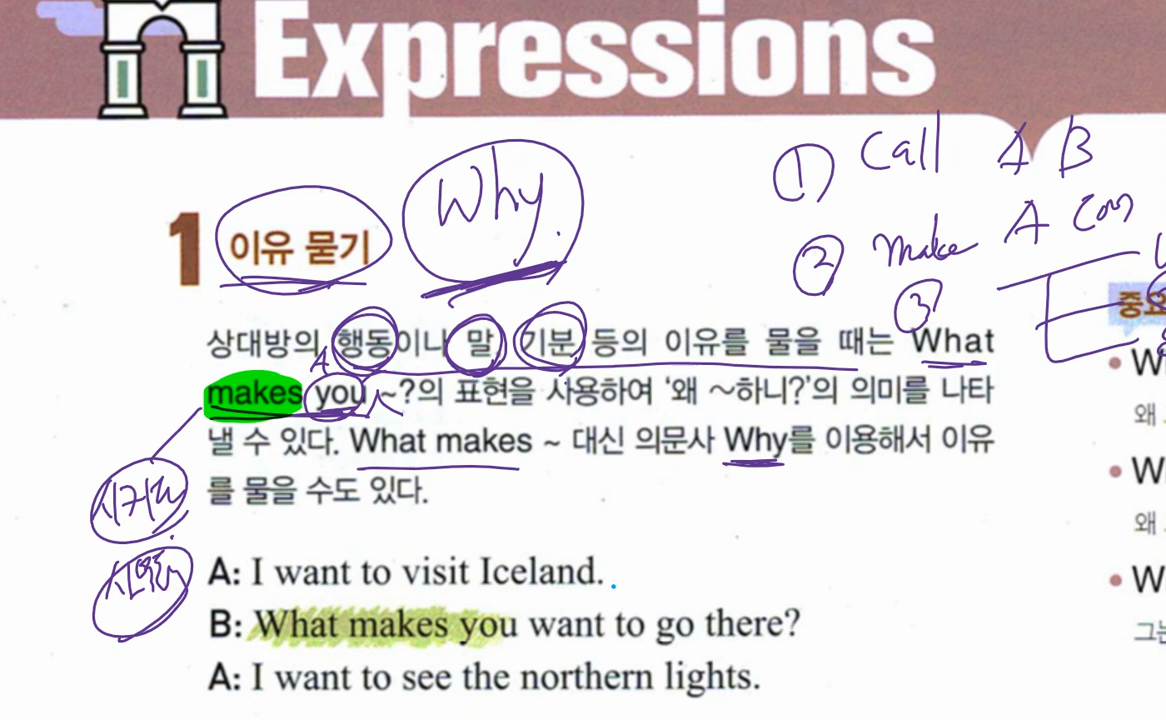 Expressions
Why
① Call A B
② Make A
③
1 이유 묻기
상대방의 행동이나 말, 기분 등의 이유를 물을 때는 What
A
makes you ~?의 표현을 사용하여 '왜 ~하니?'의 의미를 나타
낼 수 있다. What makes ~ 대신 의문사 Why를 이용해서 이유
를 물을 수도 있다.
A: I want to visit Iceland.
B: What makes you want to go there?
A: I want to see the northern lights.
중요
• W
왜
• W
왜
• W
그는